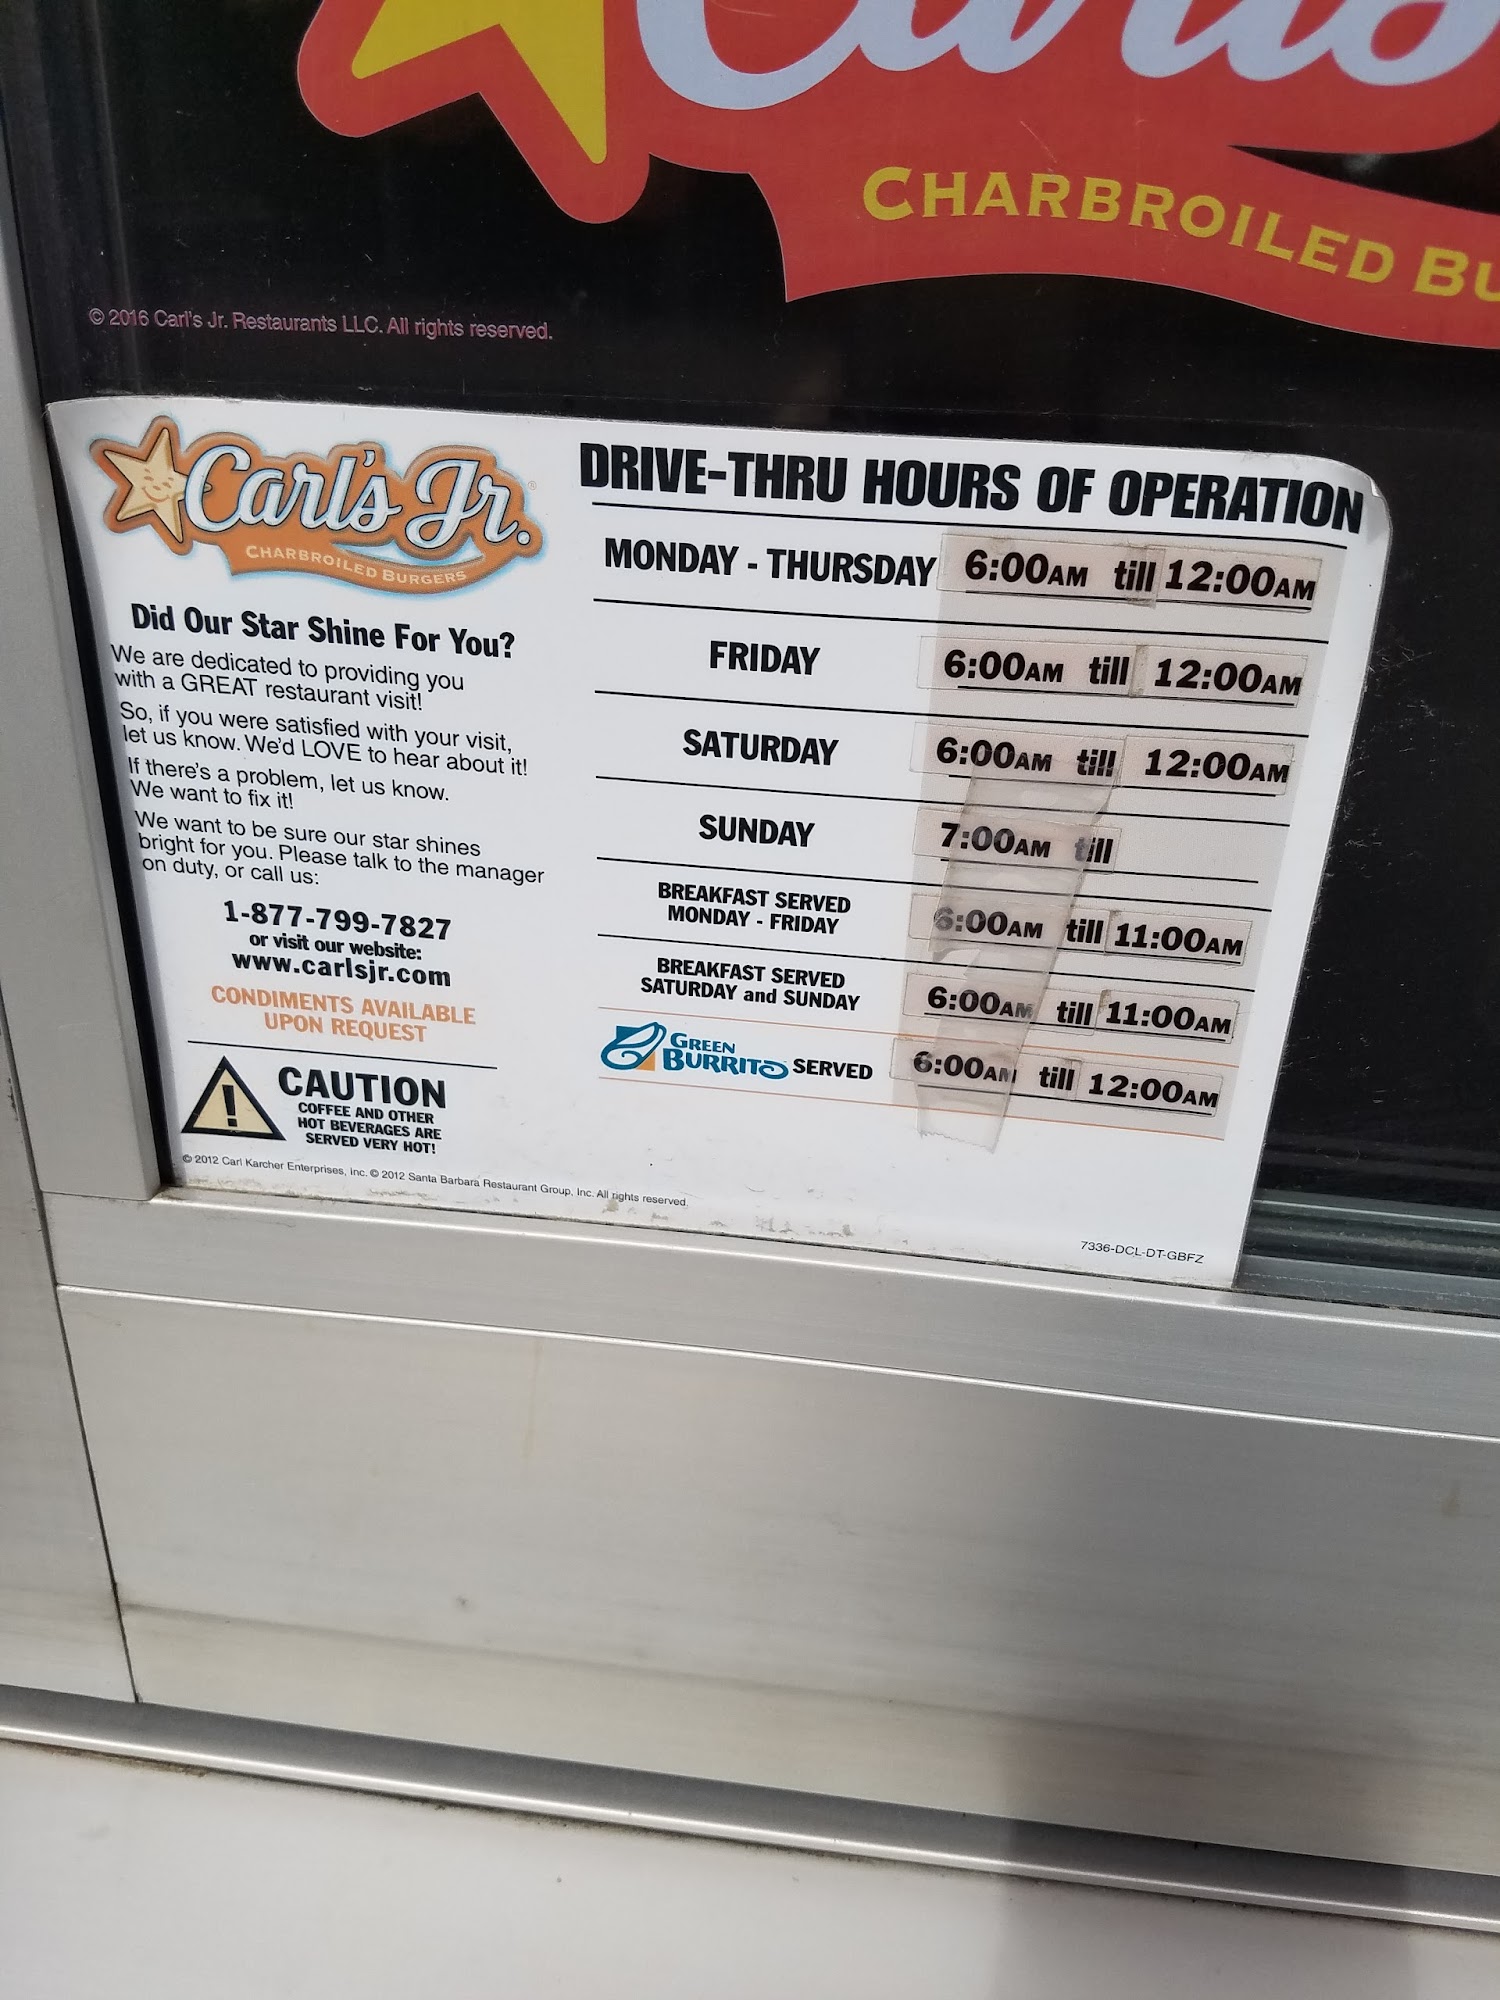 Carl's
CHARBROILED BU
© 2016 Carl's Jr. Restaurants LLC. All rights reserved.
Carl's Jr.®
CHARBROILED BURGERS
Did Our Star Shine For You?
We are dedicated to providing you
with a GREAT restaurant visit!
So, if you were satisfied with your visit,
let us know. We'd LOVE to hear about it!
If there's a problem, let us know.
We want to fix it!
We want to be sure our star shines
bright for you. Please talk to the manager
on duty, or call us:
1-877-799-7827
or visit our website:
www.carlsjr.com
CONDIMENTS AVAILABLE
UPON REQUEST
! CAUTION
COFFEE AND OTHER
HOT BEVERAGES ARE
SERVED VERY HOT!
DRIVE-THRU HOURS OF OPERATION
MONDAY - THURSDAY 6:00AM till 12:00AM
FRIDAY 6:00AM till 12:00AM
SATURDAY 6:00AM till 12:00AM
SUNDAY 7:00AM till
BREAKFAST SERVED
MONDAY - FRIDAY 6:00AM till 11:00AM
BREAKFAST SERVED
SATURDAY and SUNDAY 6:00AM till 11:00AM
GREEN
BURRITO SERVED 6:00AM till 12:00AM
© 2012 Carl Karcher Enterprises, Inc. © 2012 Santa Barbara Restaurant Group, Inc. All rights reserved.
7336-DCL-DT-GBFZ